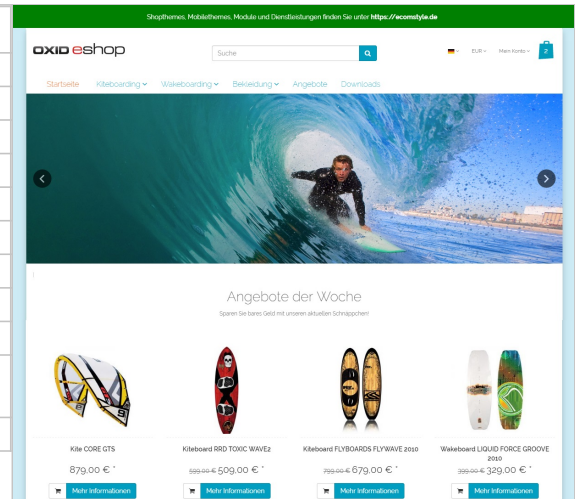 Shopthemes, Mobilethemes, Module und Dienstleistungen finden Sie unter https://ecomstyle.de
OXID eshop
Suche
EUR
Mein Konto
2
Startseite
Kiteboarding
Wakeboarding
Bekleidung
Angebote
Downloads
Angebote der Woche
Sparen Sie bares Geld mit unseren aktuellen Schnäppchen!
Kite CORE GTS
879,00 € *
Mehr Informationen
Kiteboard RRD TOXIC WAVE2
599,00 € 509,00 € *
Mehr Informationen
Kiteboard FLYBOARDS FLYWAVE 2010
799,00 € 679,00 € *
Mehr Informationen
Wakeboard LIQUID FORCE GROOVE
2010
399,00 € 329,00 € *
Mehr Informationen